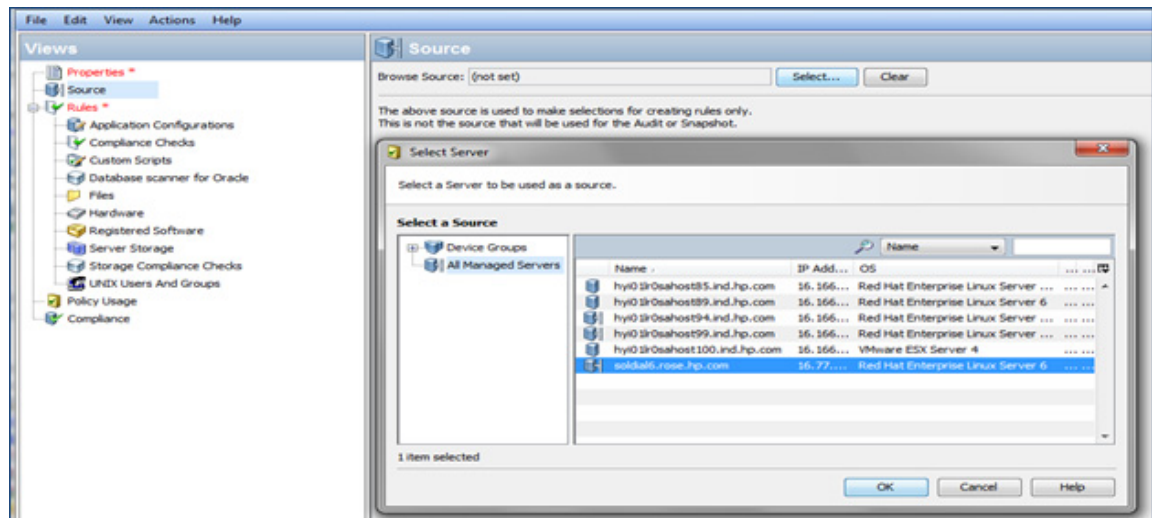 File Edit View Actions Help
Views
Properties *
Source
Rules *
Application Configurations
Compliance Checks
Custom Scripts
Database scanner for Oracle
Files
Hardware
Registered Software
Server Storage
Storage Compliance Checks
UNIX Users And Groups
Policy Usage
Compliance
Source
Browse Source: (not set) Select... Clear
The above source is used to make selections for creating rules only.
This is not the source that will be used for the Audit or Snapshot.
Select Server
Select a Server to be used as a source.
Select a Source
Device Groups
All Managed Servers
Name
Name IP Add... OS ... ...
hyi01lr0sahost85.ind.hp.com 16.166... Red Hat Enterprise Linux Server ... ... ...
hyi01lr0sahost89.ind.hp.com 16.166... Red Hat Enterprise Linux Server 6 ... ...
hyi01lr0sahost94.ind.hp.com 16.166... Red Hat Enterprise Linux Server ... ... ...
hyi01lr0sahost99.ind.hp.com 16.166... Red Hat Enterprise Linux Server ... ... ...
hyi01lr0sahost100.ind.hp.com 16.166... VMware ESX Server 4 ... ...
soldial6.rose.hp.com 16.77.... Red Hat Enterprise Linux Server 6 ... ...
1 item selected
OK Cancel Help